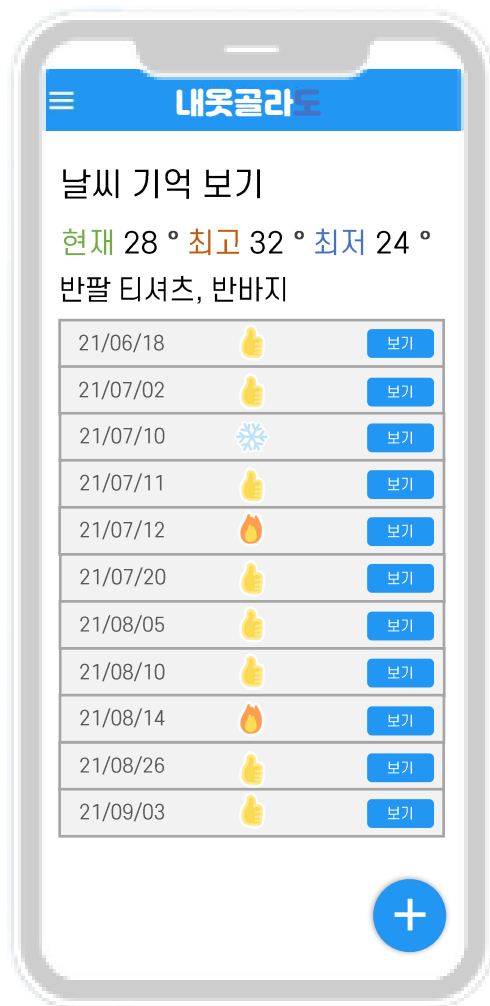 내옷골라도
날씨 기억 보기
현재 28 ° 최고 32 ° 최저 24 °
반팔 티셔츠, 반바지
21/06/18 보기
21/07/02 보기
21/07/10 보기
21/07/11 보기
21/07/12 보기
21/07/20 보기
21/08/05 보기
21/08/10 보기
21/08/14 보기
21/08/26 보기
21/09/03 보기